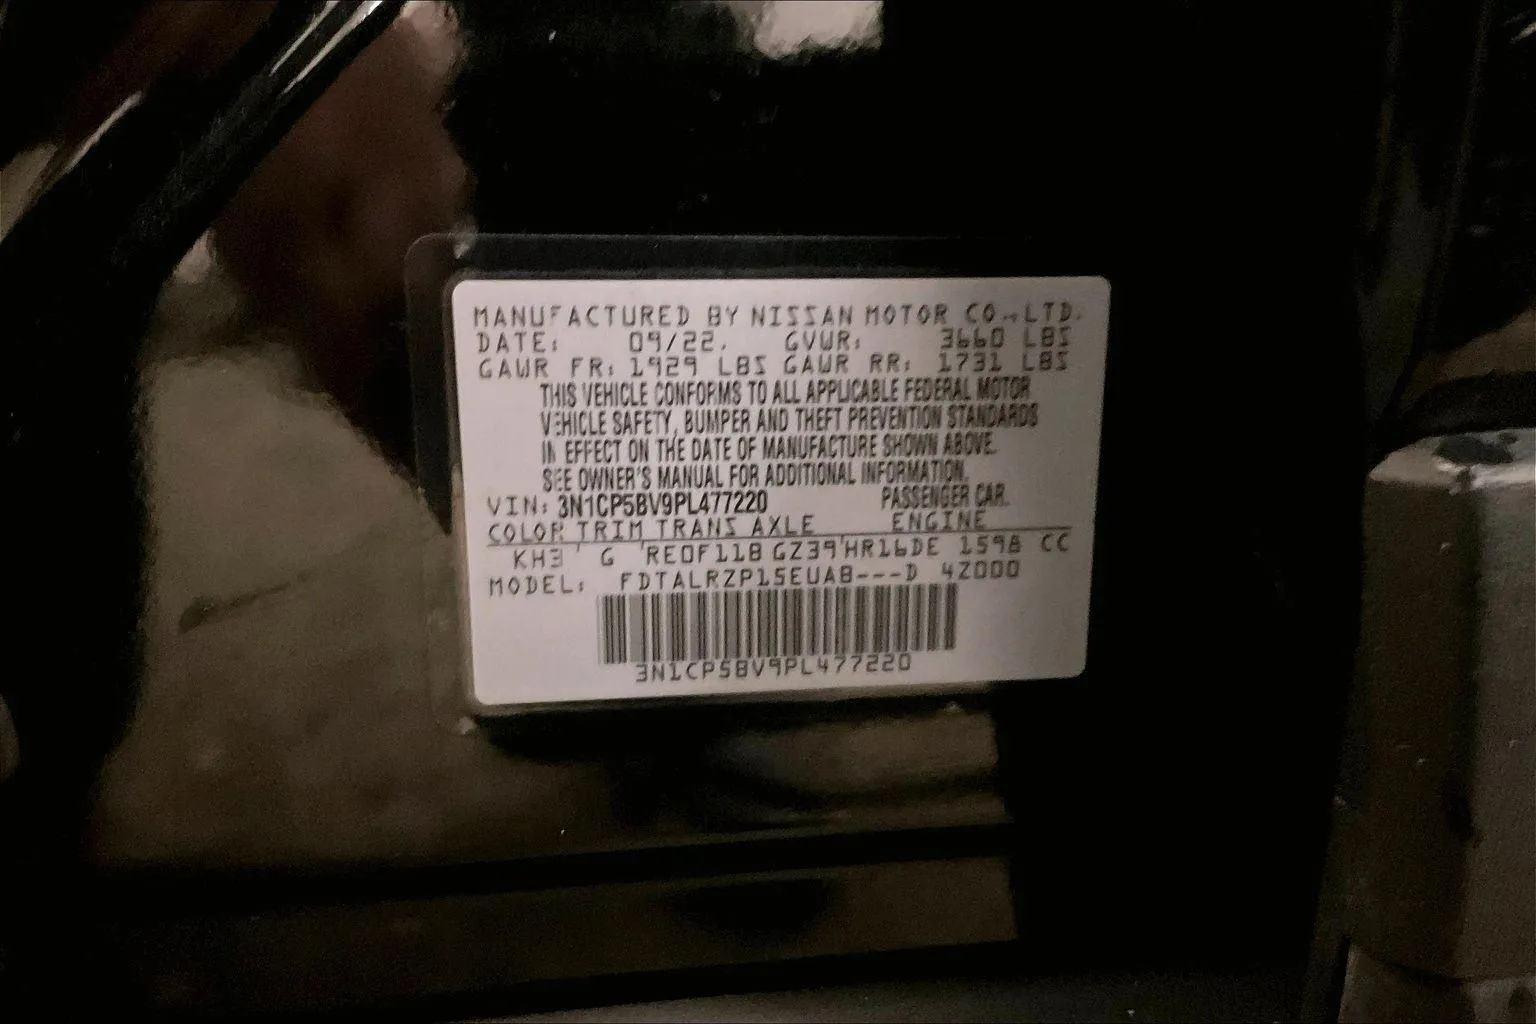 MANUFACTURED BY NISSAN MOTOR CO.,LTD.
DATE: 09/22. GVWR: 3660 LBS
GAWR FR: 1929 LBS GAWR RR: 1731 LBS
THIS VEHICLE CONFORMS TO ALL APPLICABLE FEDERAL MOTOR
VEHICLE SAFETY, BUMPER AND THEFT PREVENTION STANDARDS
IN EFFECT ON THE DATE OF MANUFACTURE SHOWN ABOVE.
SEE OWNER'S MANUAL FOR ADDITIONAL INFORMATION.
VIN: 3N1CP5BV9PL477220 PASSENGER CAR.
COLOR TRIM TRANS AXLE ENGINE
KH3 G RE0F11B GZ39 HR16DE 1598 CC
MODEL: FDTALRZP15EUAB---D 4Z000
3N1CP5BV9PL477220